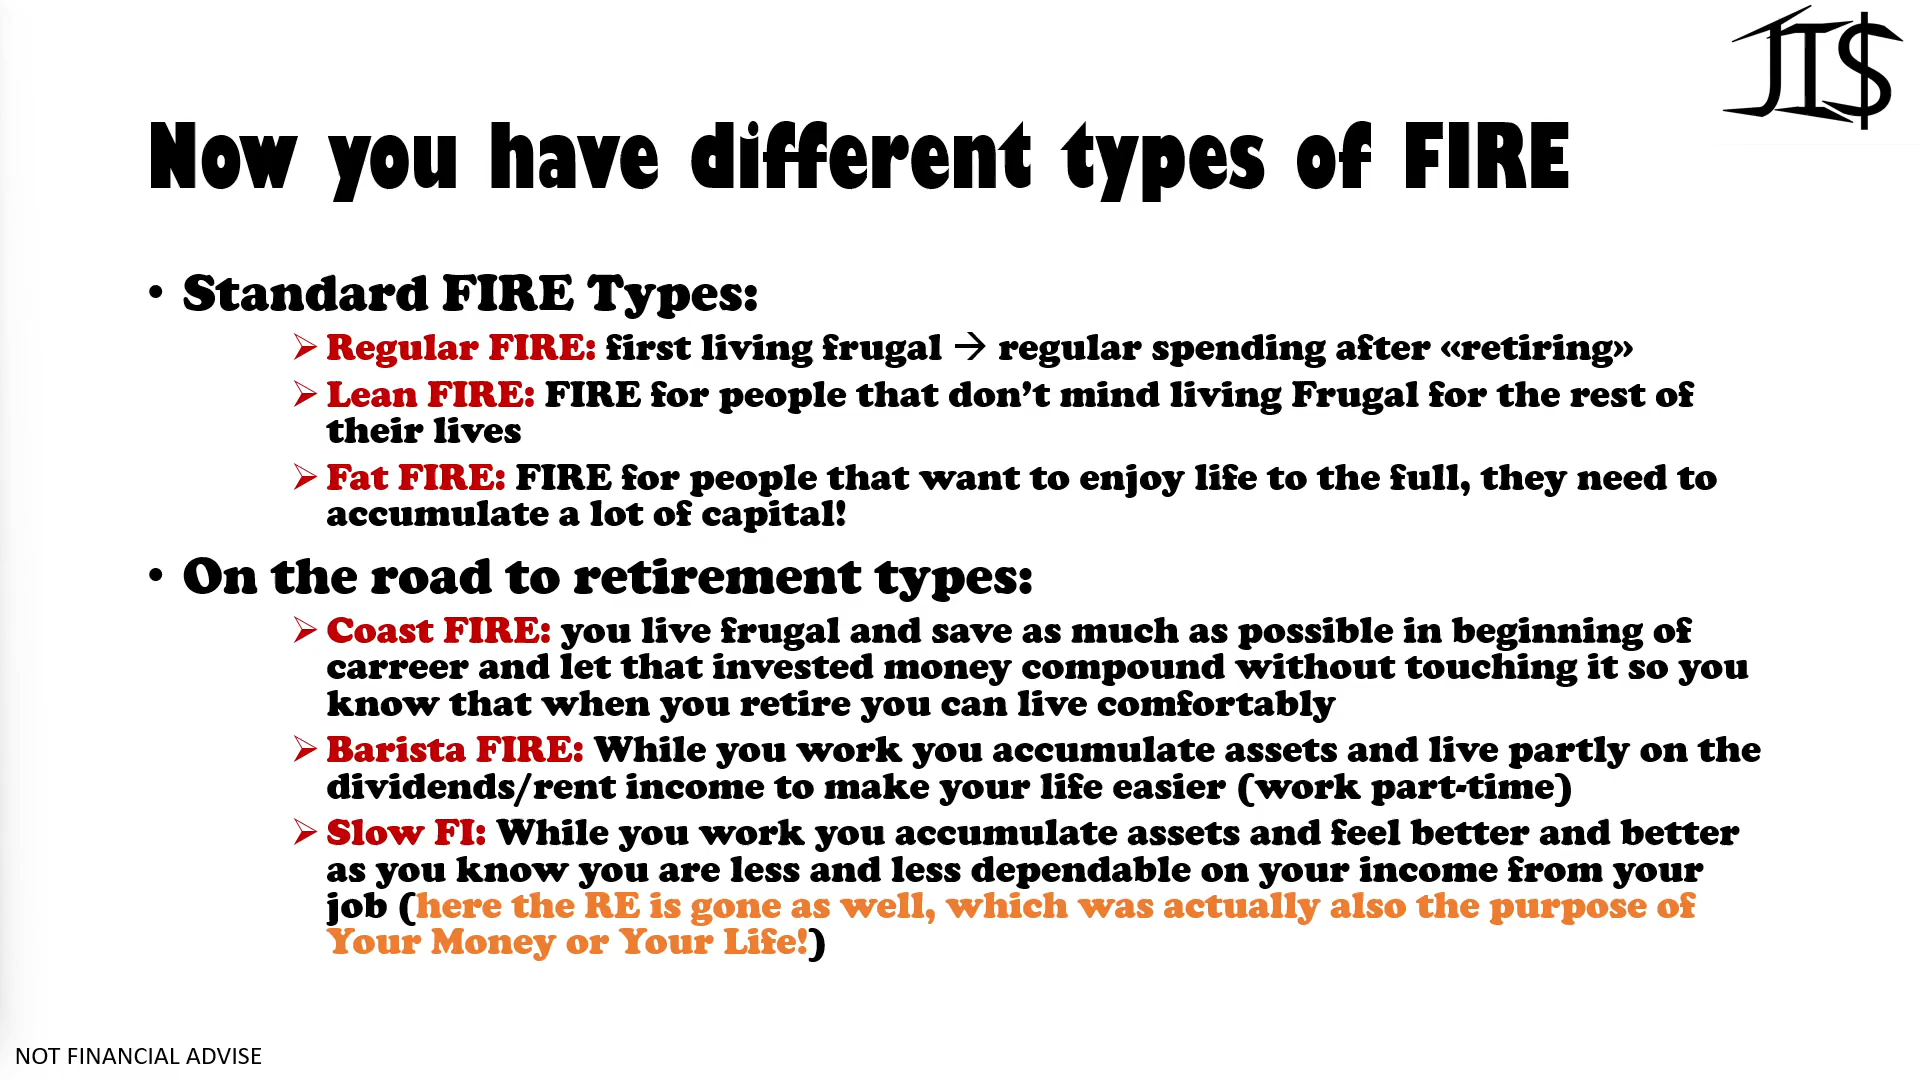 JI$
Now you have different types of FIRE
• Standard FIRE Types:
➢ Regular FIRE: first living frugal → regular spending after «retiring»
➢ Lean FIRE: FIRE for people that don’t mind living Frugal for the rest of
their lives
➢ Fat FIRE: FIRE for people that want to enjoy life to the full, they need to
accumulate a lot of capital!
• On the road to retirement types:
➢ Coast FIRE: you live frugal and save as much as possible in beginning of
carreer and let that invested money compound without touching it so you
know that when you retire you can live comfortably
➢ Barista FIRE: While you work you accumulate assets and live partly on the
dividends/rent income to make your life easier (work part-time)
➢ Slow FI: While you work you accumulate assets and feel better and better
as you know you are less and less dependable on your income from your
job (here the RE is gone as well, which was actually also the purpose of
Your Money or Your Life!)
NOT FINANCIAL ADVISE